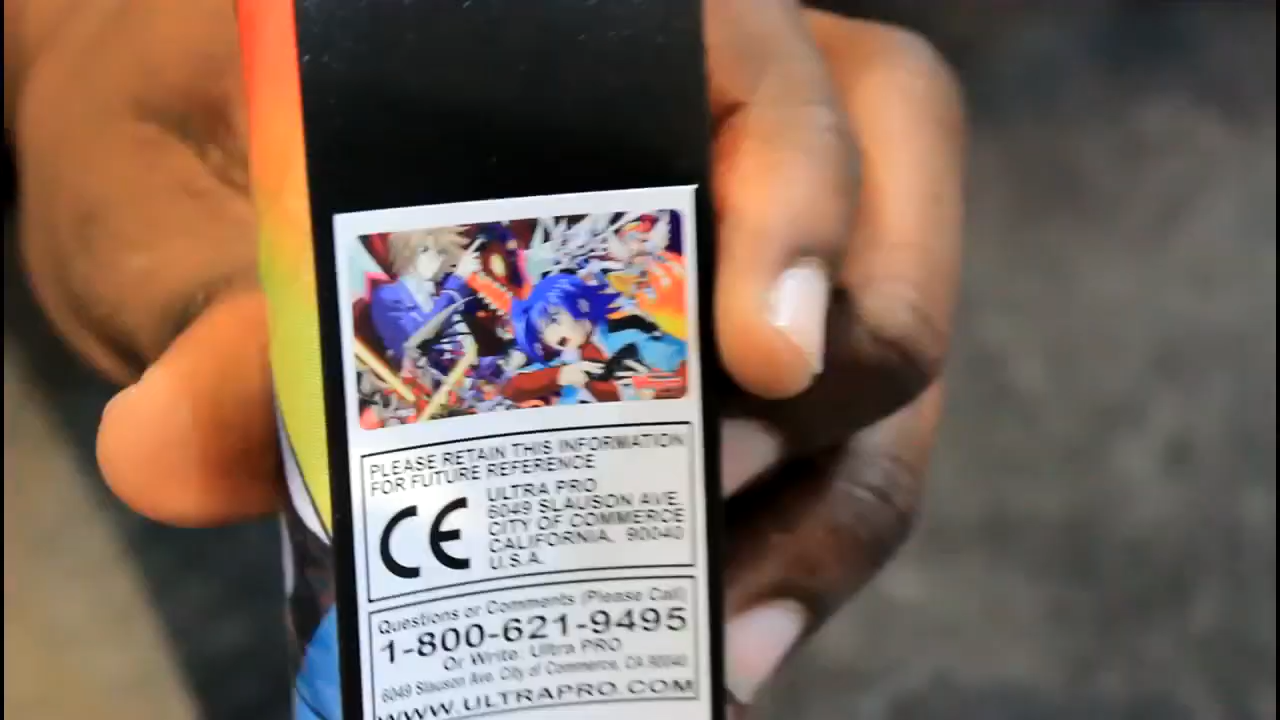 PLEASE RETAIN THIS INFORMATION
FOR FUTURE REFERENCE
CE
ULTRA PRO
6049 SLAUSON AVE.
CITY OF COMMERCE
CALIFORNIA, 90040
U.S.A.
Questions or Comments (Please Call)
1-800-621-9495
Or Write: Ultra PRO
6049 Slauson Ave. City of Commerce, CA 90040
WWW.ULTRAPRO.COM